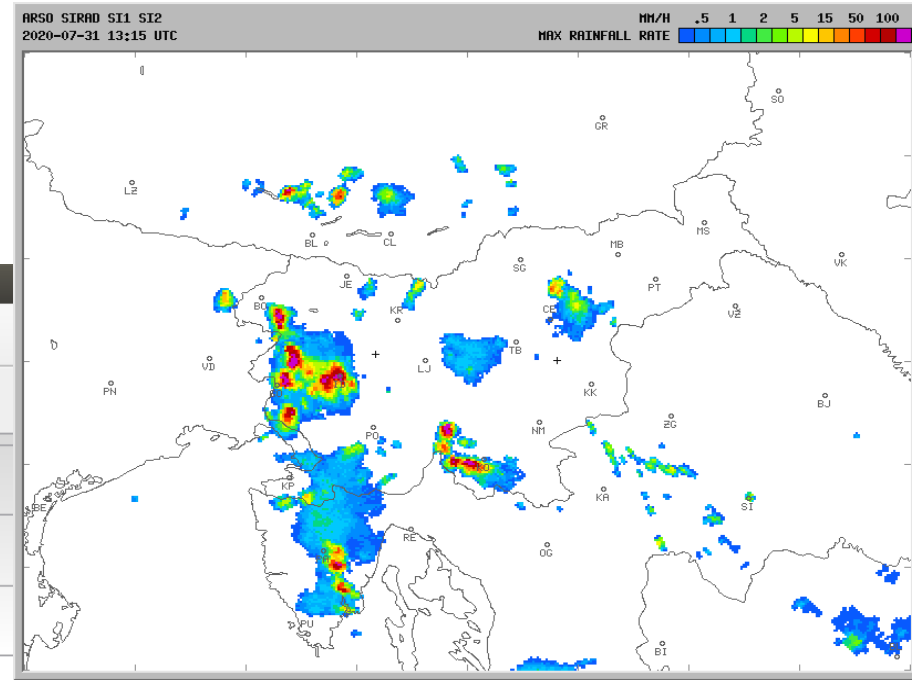 ARSO SIRAD SI1 SI2
MM/H .5 1 2 5 15 50 100
2020-07-31 13:15 UTC
MAX RAINFALL RATE
SO
GR
LZ
MS
BL CL
MB
VK
SG
JE
PT
BO
CE
VZ
KR
TB
VD
LJ
PN
KK
BJ
ZG
NM
PO
KP
KA
BE
SI
RE
OG
PU
BI